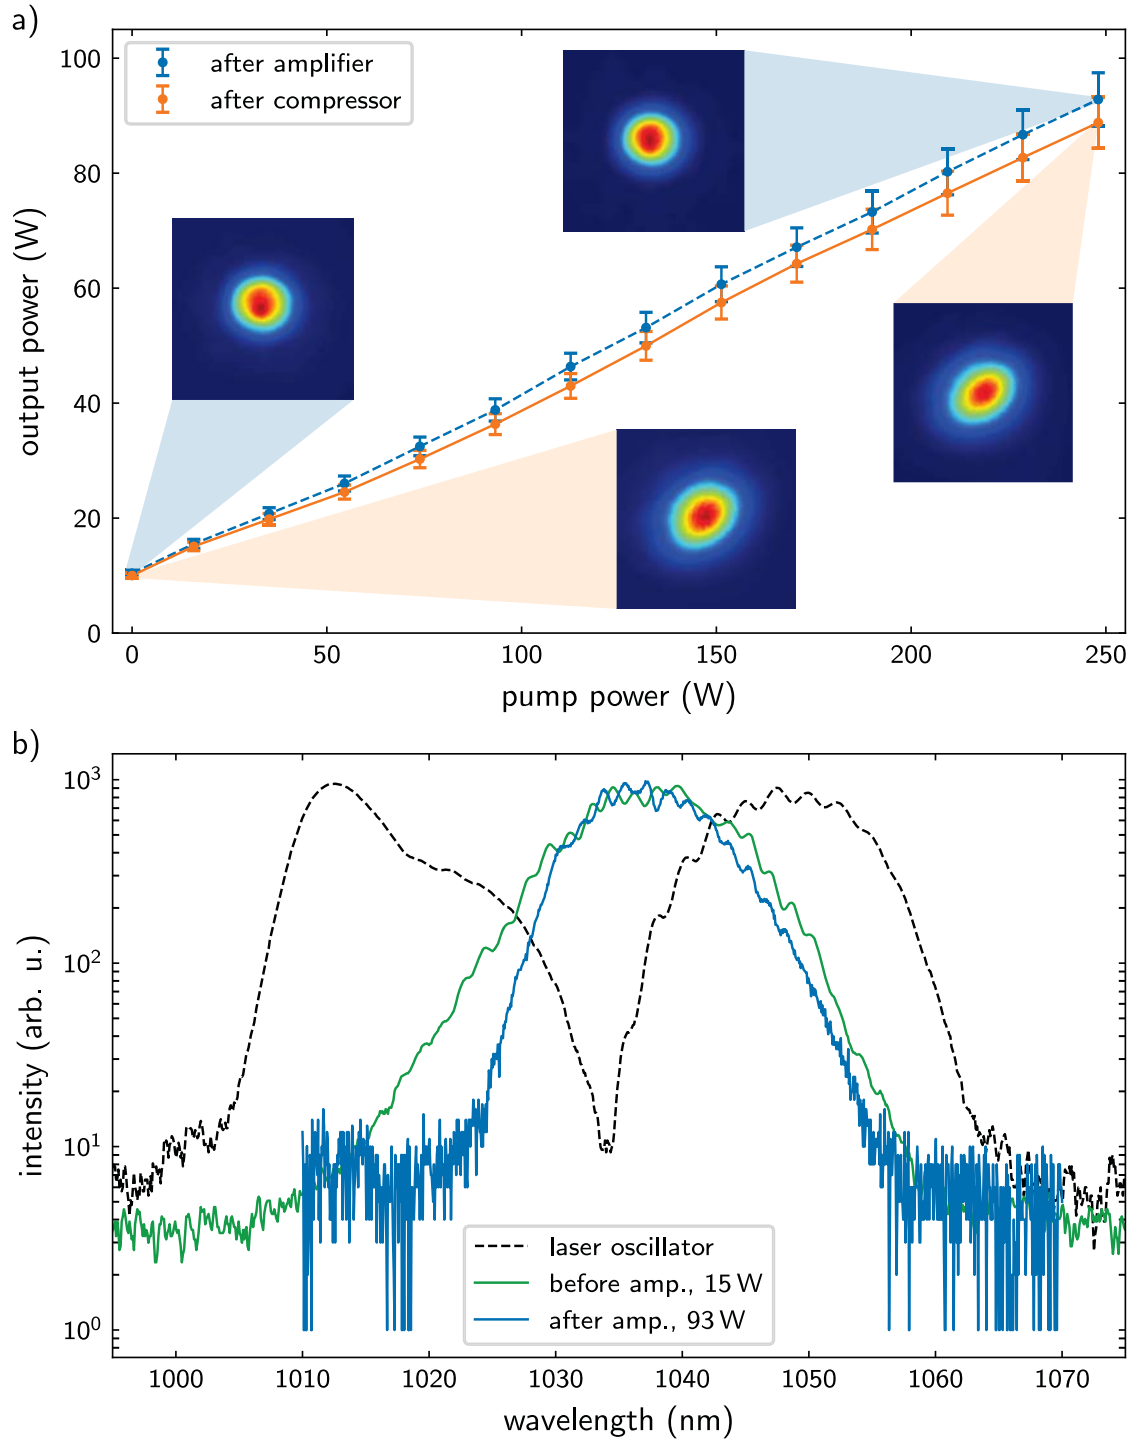 a)
100
80
60
40
20
0
output power (W)
after amplifier
after compressor
0 50 100 150 200 250
pump power (W)
b)
10³
10²
10¹
10⁰
intensity (arb. u.)
laser oscillator
before amp., 15 W
after amp., 93 W
1000 1010 1020 1030 1040 1050 1060 1070
wavelength (nm)